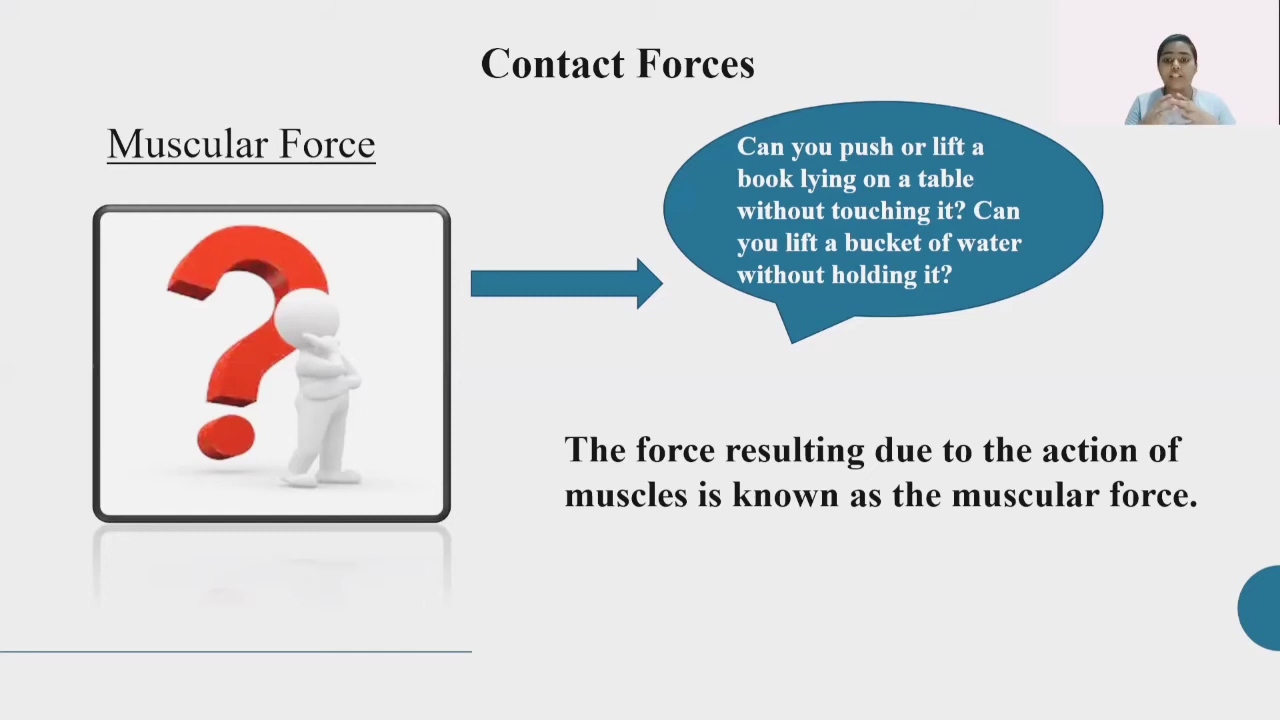 Contact Forces
Muscular Force
Can you push or lift a
book lying on a table
without touching it? Can
you lift a bucket of water
without holding it?
The force resulting due to the action of
muscles is known as the muscular force.